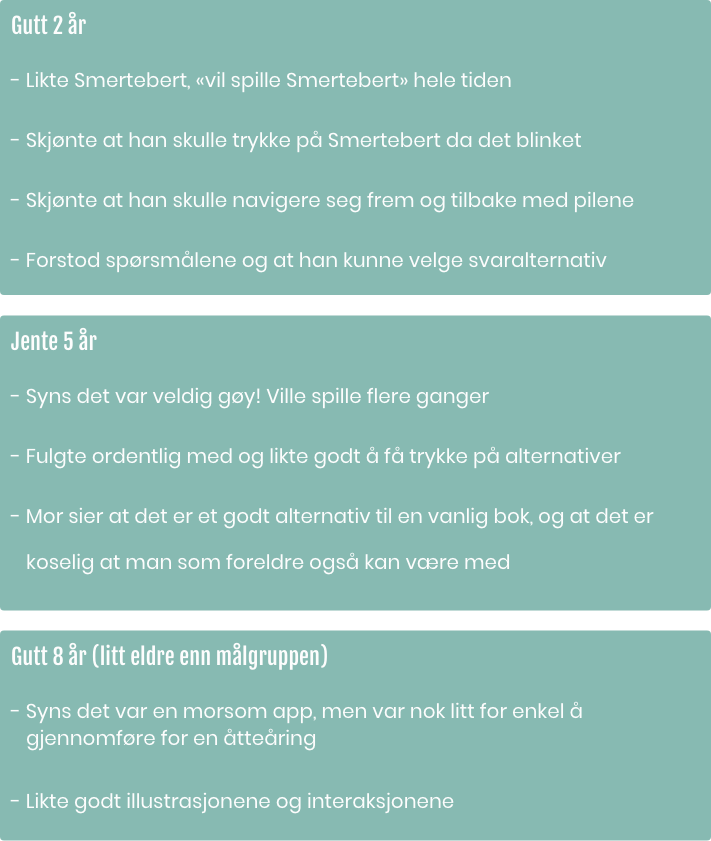 Gutt 2 år
- Likte Smertebert, «vil spille Smertebert» hele tiden
- Skjønte at han skulle trykke på Smertebert da det blinket
- Skjønte at han skulle navigere seg frem og tilbake med pilene
- Forstod spørsmålene og at han kunne velge svaralternativ
Jente 5 år
- Syns det var veldig gøy! Ville spille flere ganger
- Fulgte ordentlig med og likte godt å få trykke på alternativer
- Mor sier at det er et godt alternativ til en vanlig bok, og at det er
koselig at man som foreldre også kan være med
Gutt 8 år (litt eldre enn målgruppen)
- Syns det var en morsom app, men var nok litt for enkel å
gjennomføre for en åtteåring
- Likte godt illustrasjonene og interaksjonene